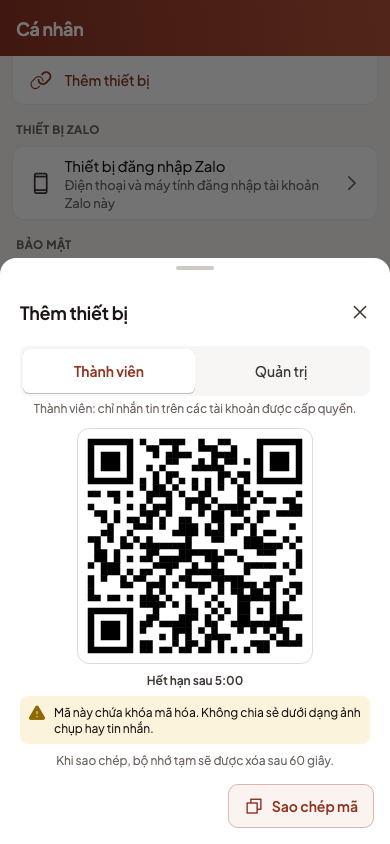 Cá nhân
Thêm thiết bị
THIẾT BỊ ZALO
Thiết bị đăng nhập Zalo
Điện thoại và máy tính đăng nhập tài khoản
Zalo này
BẢO MẬT
Thêm thiết bị
Thành viên
Quản trị
Thành viên: chỉ nhắn tin trên các tài khoản được cấp quyền.
Hết hạn sau 5:00
Mã này chứa khóa mã hóa. Không chia sẻ dưới dạng ảnh
chụp hay tin nhắn.
Khi sao chép, bộ nhớ tạm sẽ được xóa sau 60 giây.
Sao chép mã